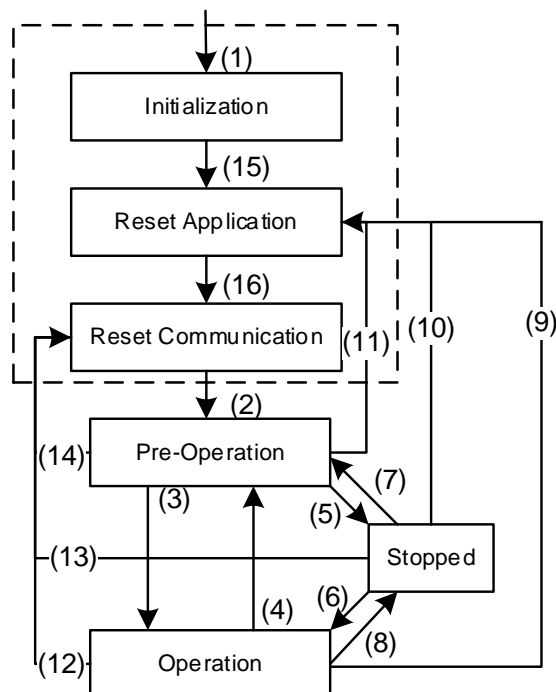 (1)
Initialization
(15)
Reset Application
(16)
(10)
(9)
Reset Communication
(11)
(2)
(14)
Pre-Operation
(7)
(3)
(5)
(13)
Stopped
(6)
(4)
(8)
(12)
Operation